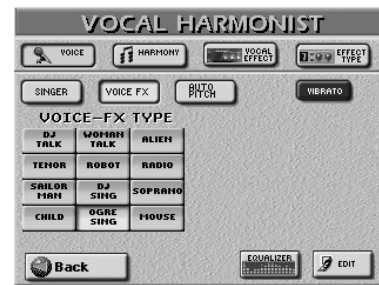 VOCAL HARMONIST
VOICE
HARMONY
VOCAL
EFFECT
EFFECT
TYPE
SINGER
VOICE FX
AUTO
PITCH
VIBRATO
VOICE-FX TYPE
DJ
TALK
WOMAN
TALK
ALIEN
TENOR
ROBOT
RADIO
SAILOR
MAN
DJ
SING
SOPRANO
CHILD
OGRE
SING
MOUSE
Back
EQUALIZER
EDIT